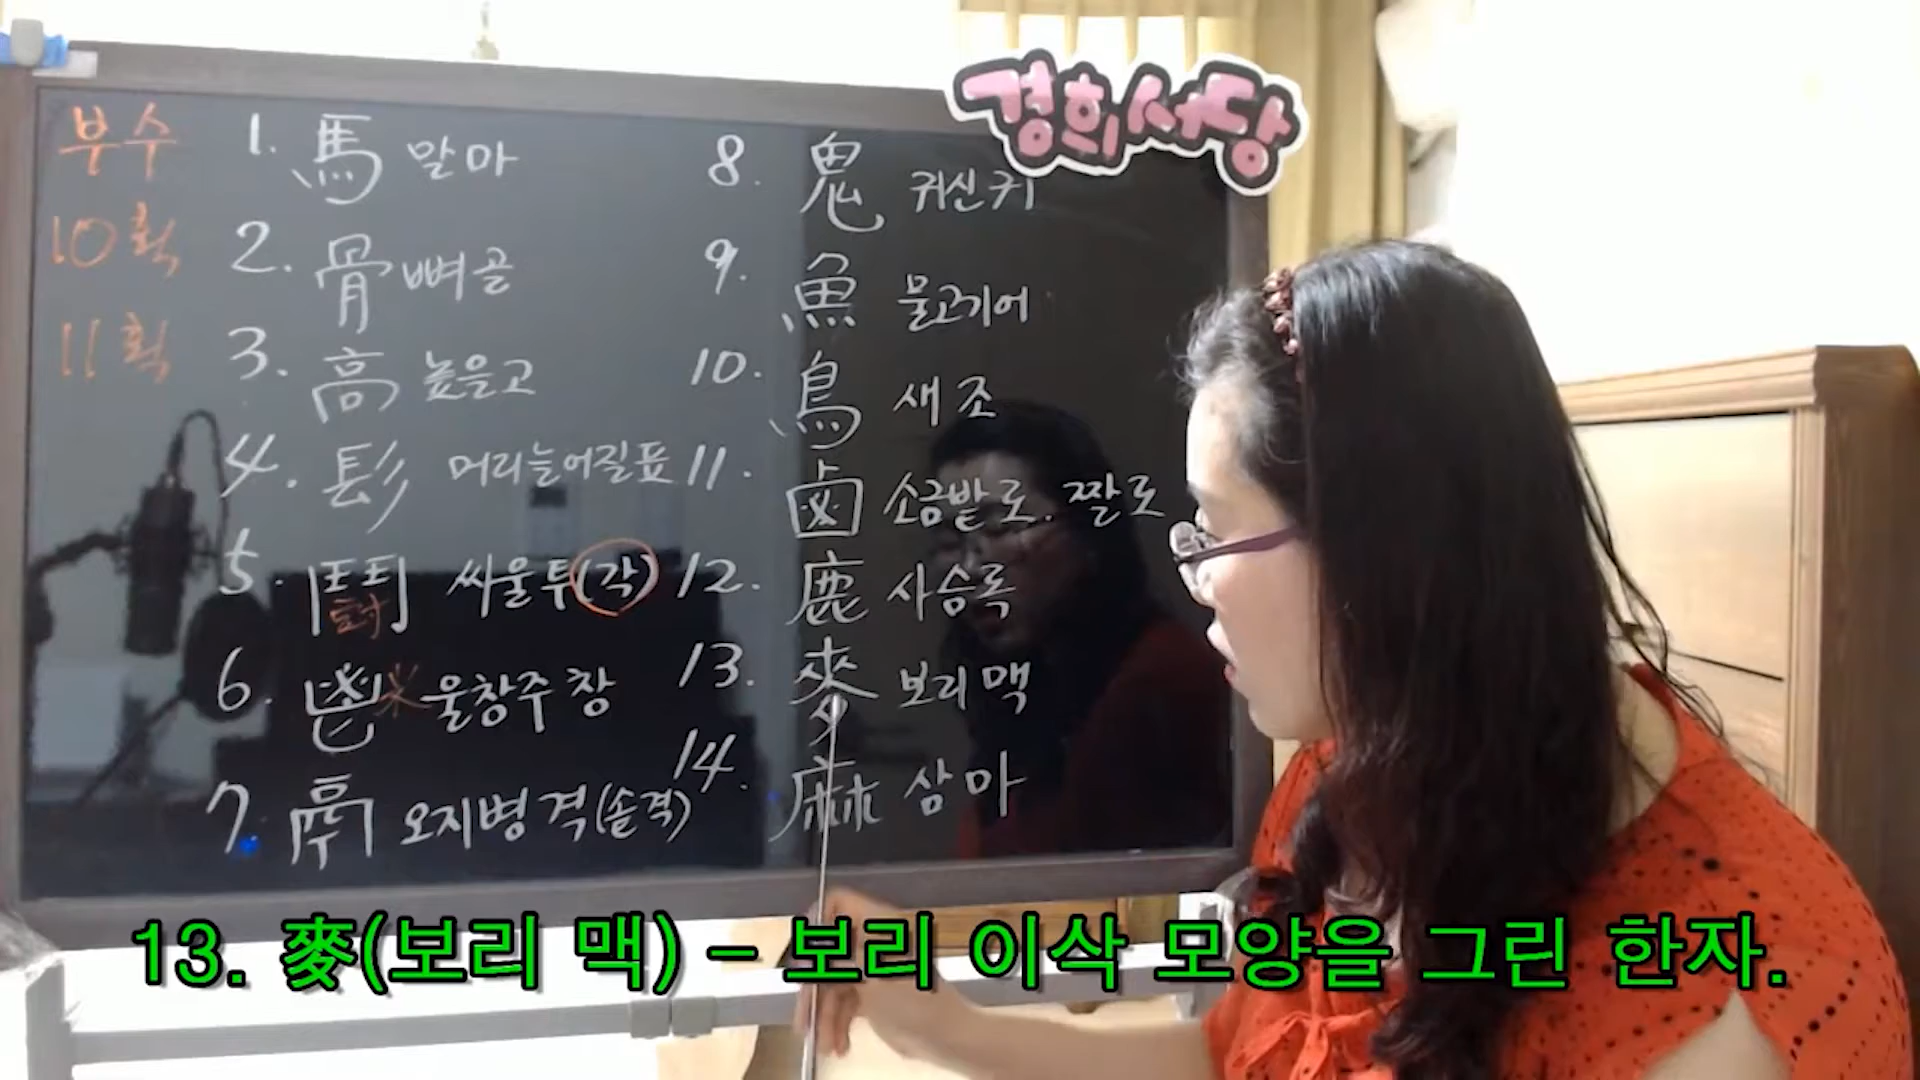 경희서당
부수
10획
11획
1. 馬 말마
2. 骨 뼈골
3. 高 높을고
4. 髟 머리늘어질표
5. 鬥 싸울투(각)
討
6. 鬯 米 울창주창
7. 鬲 오지병격(솥격)
8. 鬼 귀신귀
9. 魚 물고기어
10. 鳥 새조
11. 鹵 소금밭로. 짤로
12. 鹿 사슴록
13. 麥 보리맥
14. 麻 삼마
13. 麥(보리 맥) - 보리 이삭 모양을 그린 한자.